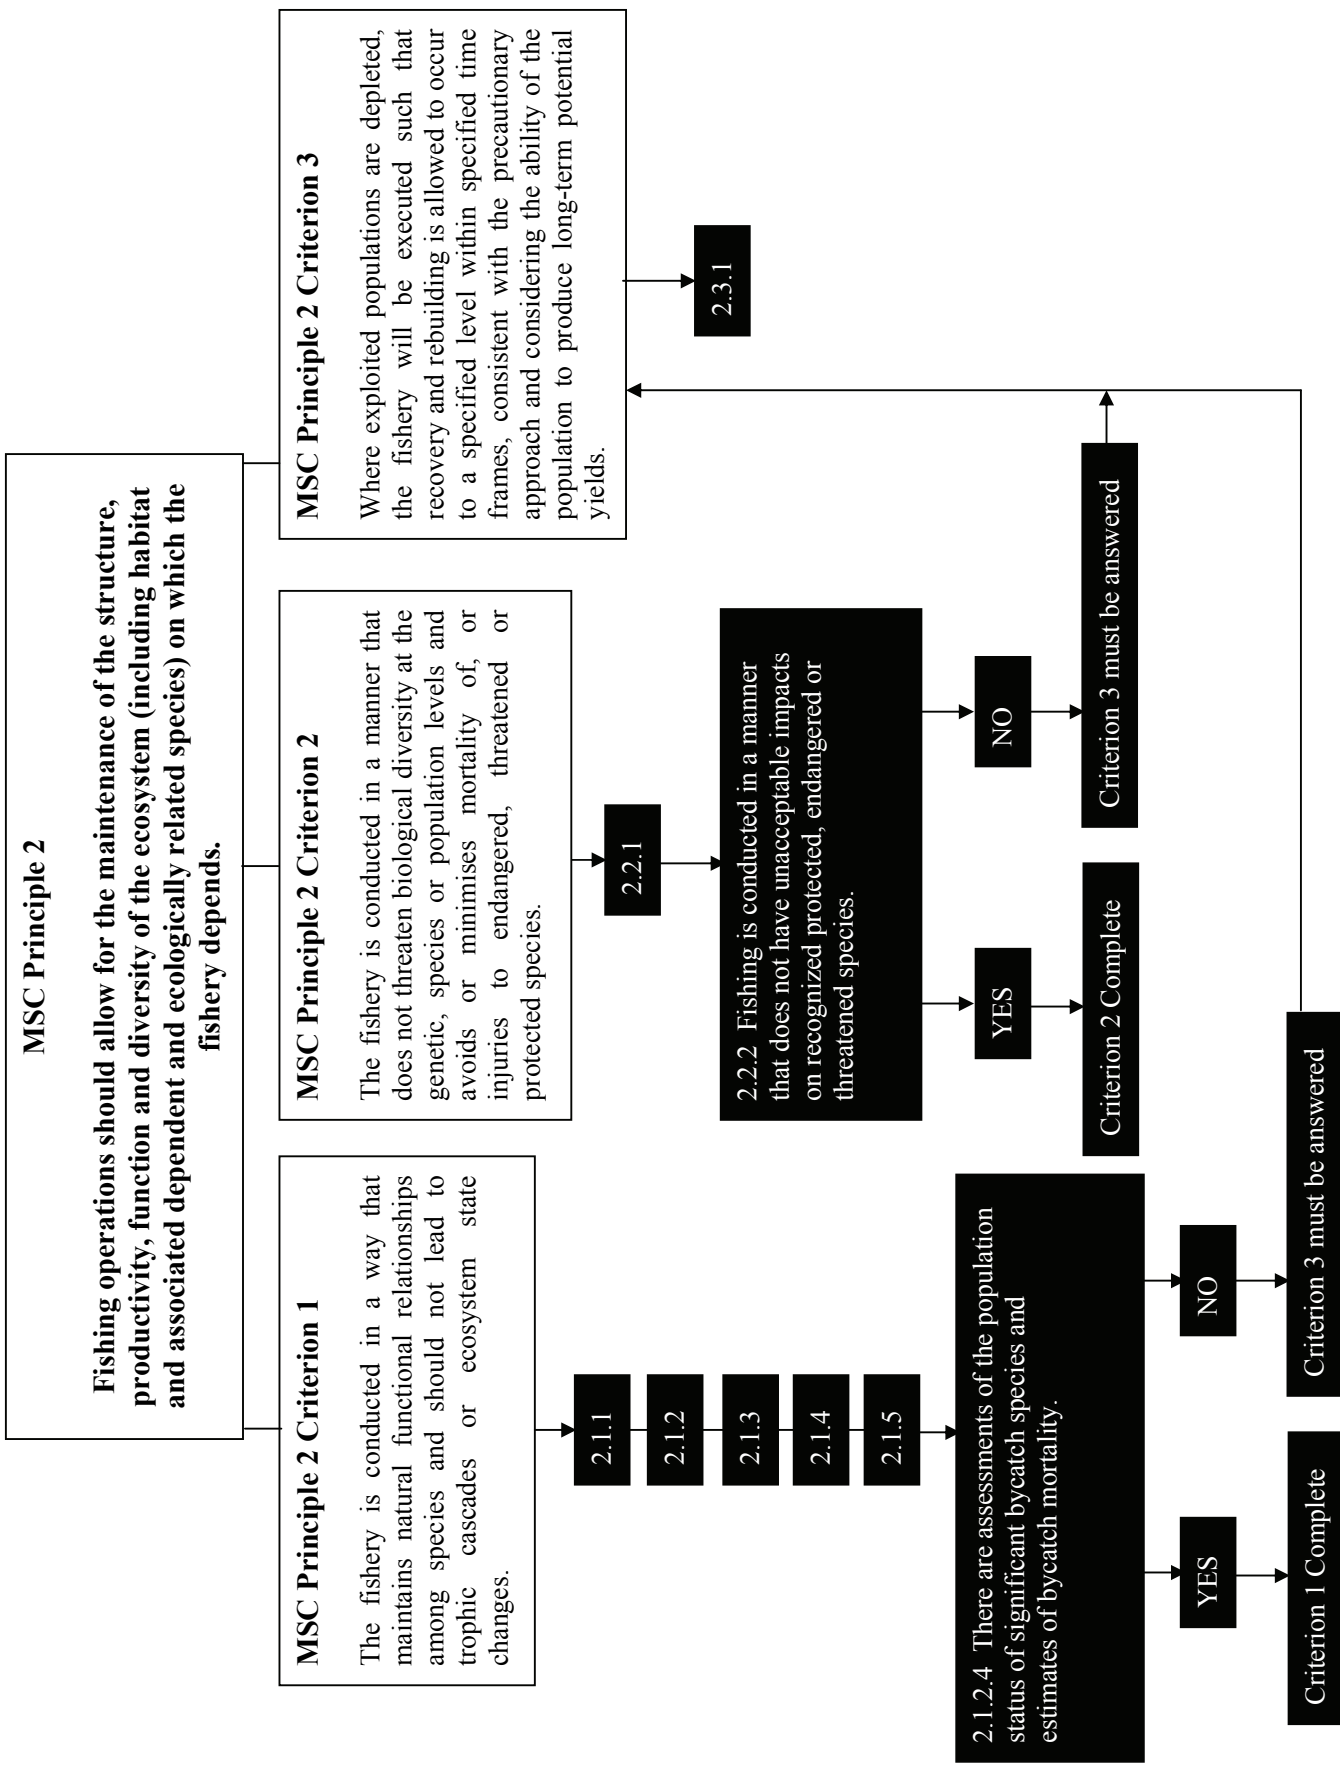 MSC Principle 2
Fishing operations should allow for the maintenance of the structure,
productivity, function and diversity of the ecosystem (including habitat
and associated dependent and ecologically related species) on which the
fishery depends.
MSC Principle 2 Criterion 1
The fishery is conducted in a way that
maintains natural functional relationships
among species and should not lead to
trophic cascades or ecosystem state
changes.
2.1.1
2.1.2
2.1.3
2.1.4
2.1.5
2.1.2.4 There are assessments of the population
status of significant bycatch species and
estimates of bycatch mortality.
YES
NO
Criterion 1 Complete
Criterion 3 must be answered
MSC Principle 2 Criterion 2
The fishery is conducted in a manner that
does not threaten biological diversity at the
genetic, species or population levels and
avoids or minimises mortality of, or
injuries to endangered, threatened or
protected species.
2.2.1
2.2.2 Fishing is conducted in a manner
that does not have unacceptable impacts
on recognized protected, endangered or
threatened species.
YES
NO
Criterion 2 Complete
Criterion 3 must be answered
MSC Principle 2 Criterion 3
Where exploited populations are depleted,
the fishery will be executed such that
recovery and rebuilding is allowed to occur
to a specified level within specified time
frames, consistent with the precautionary
approach and considering the ability of the
population to produce long-term potential
yields.
2.3.1